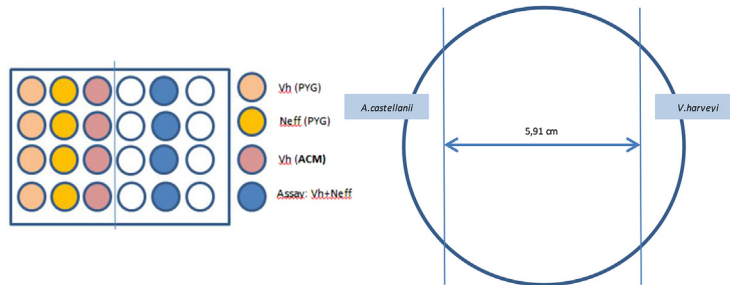 Vh (PYG)
Neff (PYG)
Vh (ACM)
Assay: Vh+Neff
A.castellanii
V.harveyi
5,91 cm